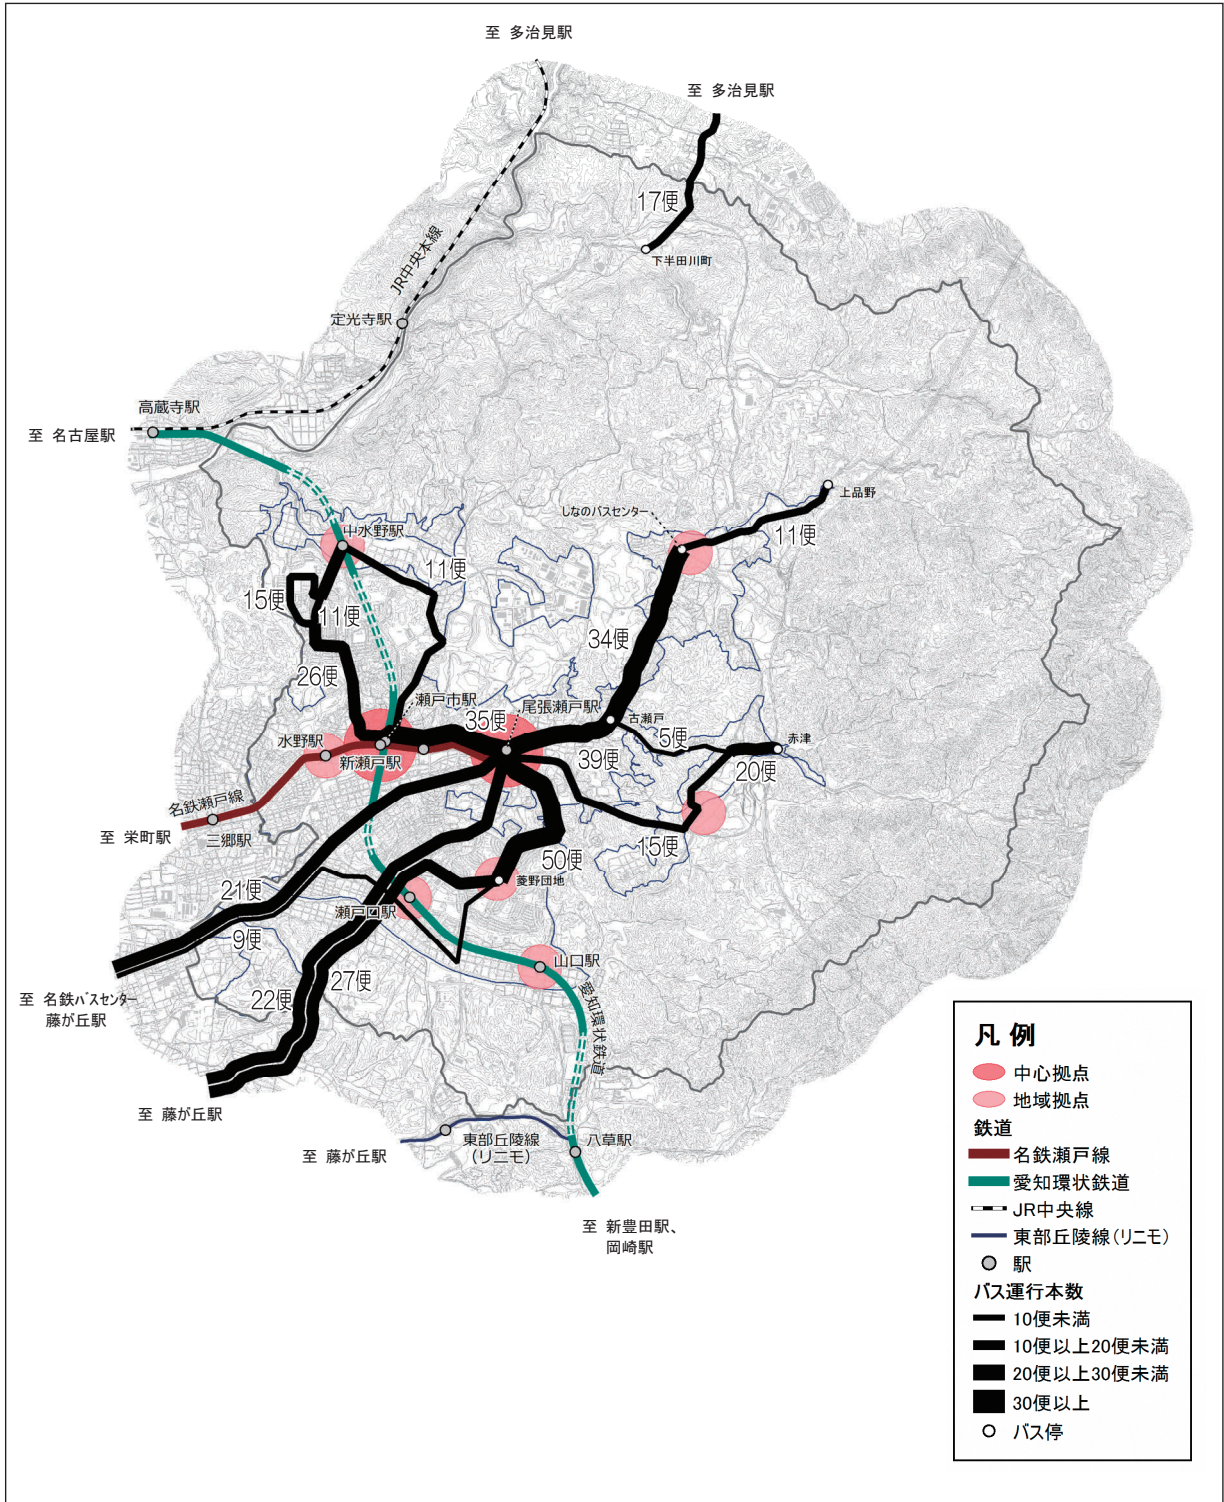 至 多治見駅
至 多治見駅
17便
下半田川町
JR中央本線
定光寺駅
高蔵寺駅
至 名古屋駅
上品野
しなのバスセンター
11便
中水野駅
11便
15便
11便
34便
26便
瀬戸市駅
尾張瀬戸駅
35便
古瀬戸
5便
赤津
水野駅
新瀬戸駅
39便
20便
名鉄瀬戸線
至 栄町駅
三郷駅
15便
50便
菱野団地
21便
瀬戸口駅
9便
山口駅
27便
22便
愛知環状鉄道
至 名鉄バスセンター
藤が丘駅
至 藤が丘駅
至 藤が丘駅
東部丘陵線
(リニモ)
八草駅
至 新豊田駅、
岡崎駅
凡 例
中心拠点
地域拠点
鉄道
名鉄瀬戸線
愛知環状鉄道
JR中央線
東部丘陵線(リニモ)
駅
バス運行本数
10便未満
10便以上20便未満
20便以上30便未満
30便以上
バス停